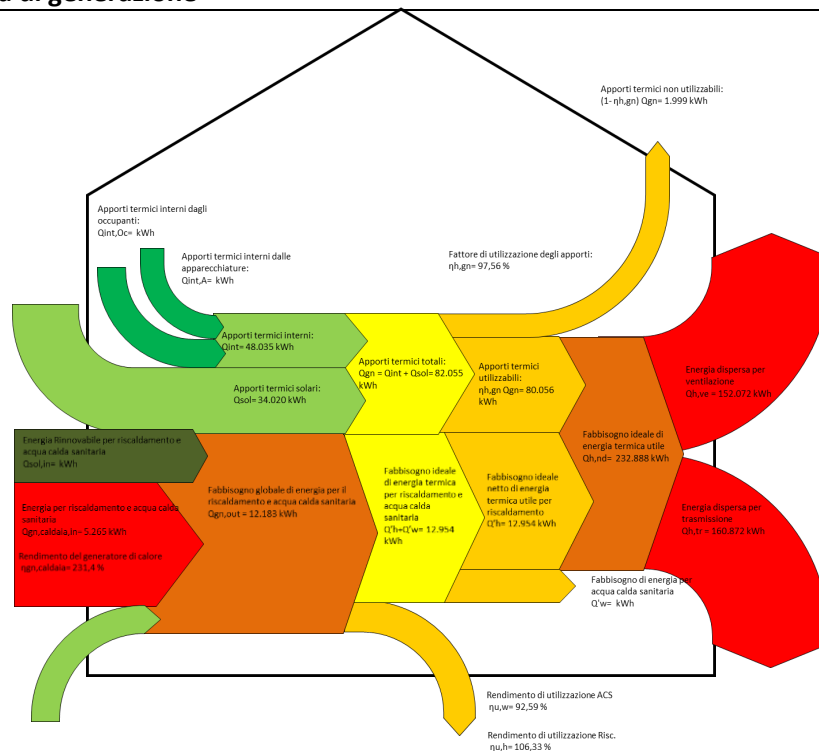 di generazione
Apporti termici non utilizzabili:
(1- ηh,gn) Qgn= 1.999 kWh
Apporti termici interni dagli
occupanti:
Qint,Oc= kWh
Apporti termici interni dalle
apparecchiature:
Qint,A= kWh
Fattore di utilizzazione degli apporti:
ηh,gn= 97,56 %
Apporti termici interni:
Qint= 48.035 kWh
Apporti termici totali:
Qgn = Qint + Qsol= 82.055
kWh
Apporti termici
utilizzabili:
ηh,gn Qgn= 80.056
kWh
Energia dispersa per
ventilazione
Qh,ve = 152.072 kWh
Apporti termici solari:
Qsol= 34.020 kWh
Fabbisogno ideale di
energia termica utile
Qh,nd= 232.888 kWh
Energia Rinnovabile per riscaldamento e
acqua calda sanitaria
Qsol,in= kWh
Fabbisogno globale di energia per il
riscaldamento e acqua calda sanitaria
Qgn,out = 12.183 kWh
Fabbisogno ideale
di energia termica
per riscaldamento e
acqua calda
sanitaria
Q'h+Q'w= 12.954
kWh
Fabbisogno ideale
netto di energia
termica utile per
riscaldamento
Q'h= 12.954 kWh
Energia per riscaldamento e acqua calda
sanitaria
Qgn,caldaia,in= 5.265 kWh
Rendimento del generatore di calore
ηgn,caldaia= 231,4 %
Energia dispersa per
trasmissione
Qh,tr= 160.872 kWh
Fabbisogno di energia per
acqua calda sanitaria
Q'w= kWh
Rendimento di utilizzazione ACS
ηu,w= 92,59 %
Rendimento di utilizzazione Risc.
ηu,h= 106,33 %